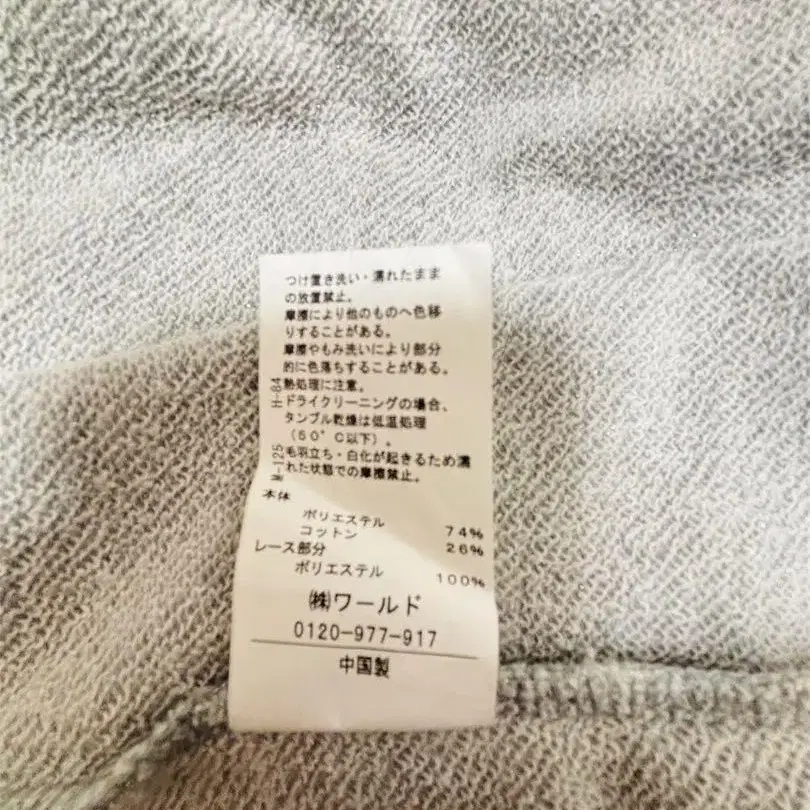 つけ置き洗い・濡れたまま
の放置禁止。
摩擦により他のものへ色移
りすることがある。
摩擦やもみ洗いにより部分
的に色落ちすることがある。
熱処理に注意。
ドライクリーニングの場合、
タンブル乾燥は低温処理
(50°C以下)。
毛羽立ち・白化が起きるため濡
れた状態での摩擦禁止。
H-84
M-125
本体
ポリエステル 74%
コットン 26%
レース部分
ポリエステル 100%
㈱ワールド
0120-977-917
中国製